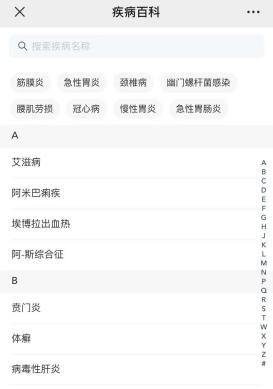 疾病百科
搜索疾病名称
筋膜炎 急性胃炎 颈椎病 幽门螺杆菌感染
腰肌劳损 冠心病 慢性胃炎 急性胃肠炎
A
艾滋病
阿米巴痢疾
埃博拉出血热
阿-斯综合征
B
贲门炎
体癣
病毒性肝炎
A
B
C
D
E
F
G
H
J
K
L
M
N
P
Q
R
S
T
W
X
Y
Z
#